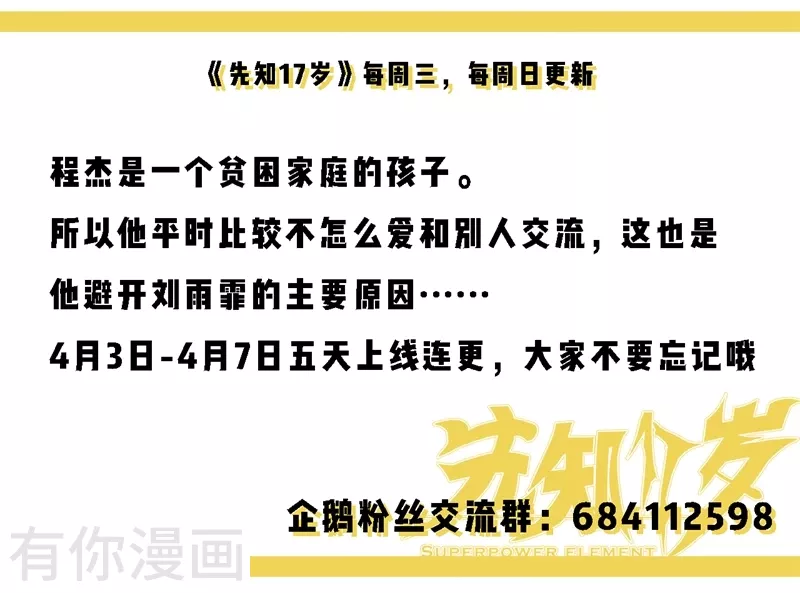 《先知17岁》每周三，每周日更新
程杰是一个贫困家庭的孩子。
所以他平时比较不怎么爱和别人交流，这也是
他避开刘雨霏的主要原因……
4月3日-4月7日五天上线连更，大家不要忘记哦
先知17岁
企鹅粉丝交流群：684112598
SUPERPOWER ELEMENT
有你漫画